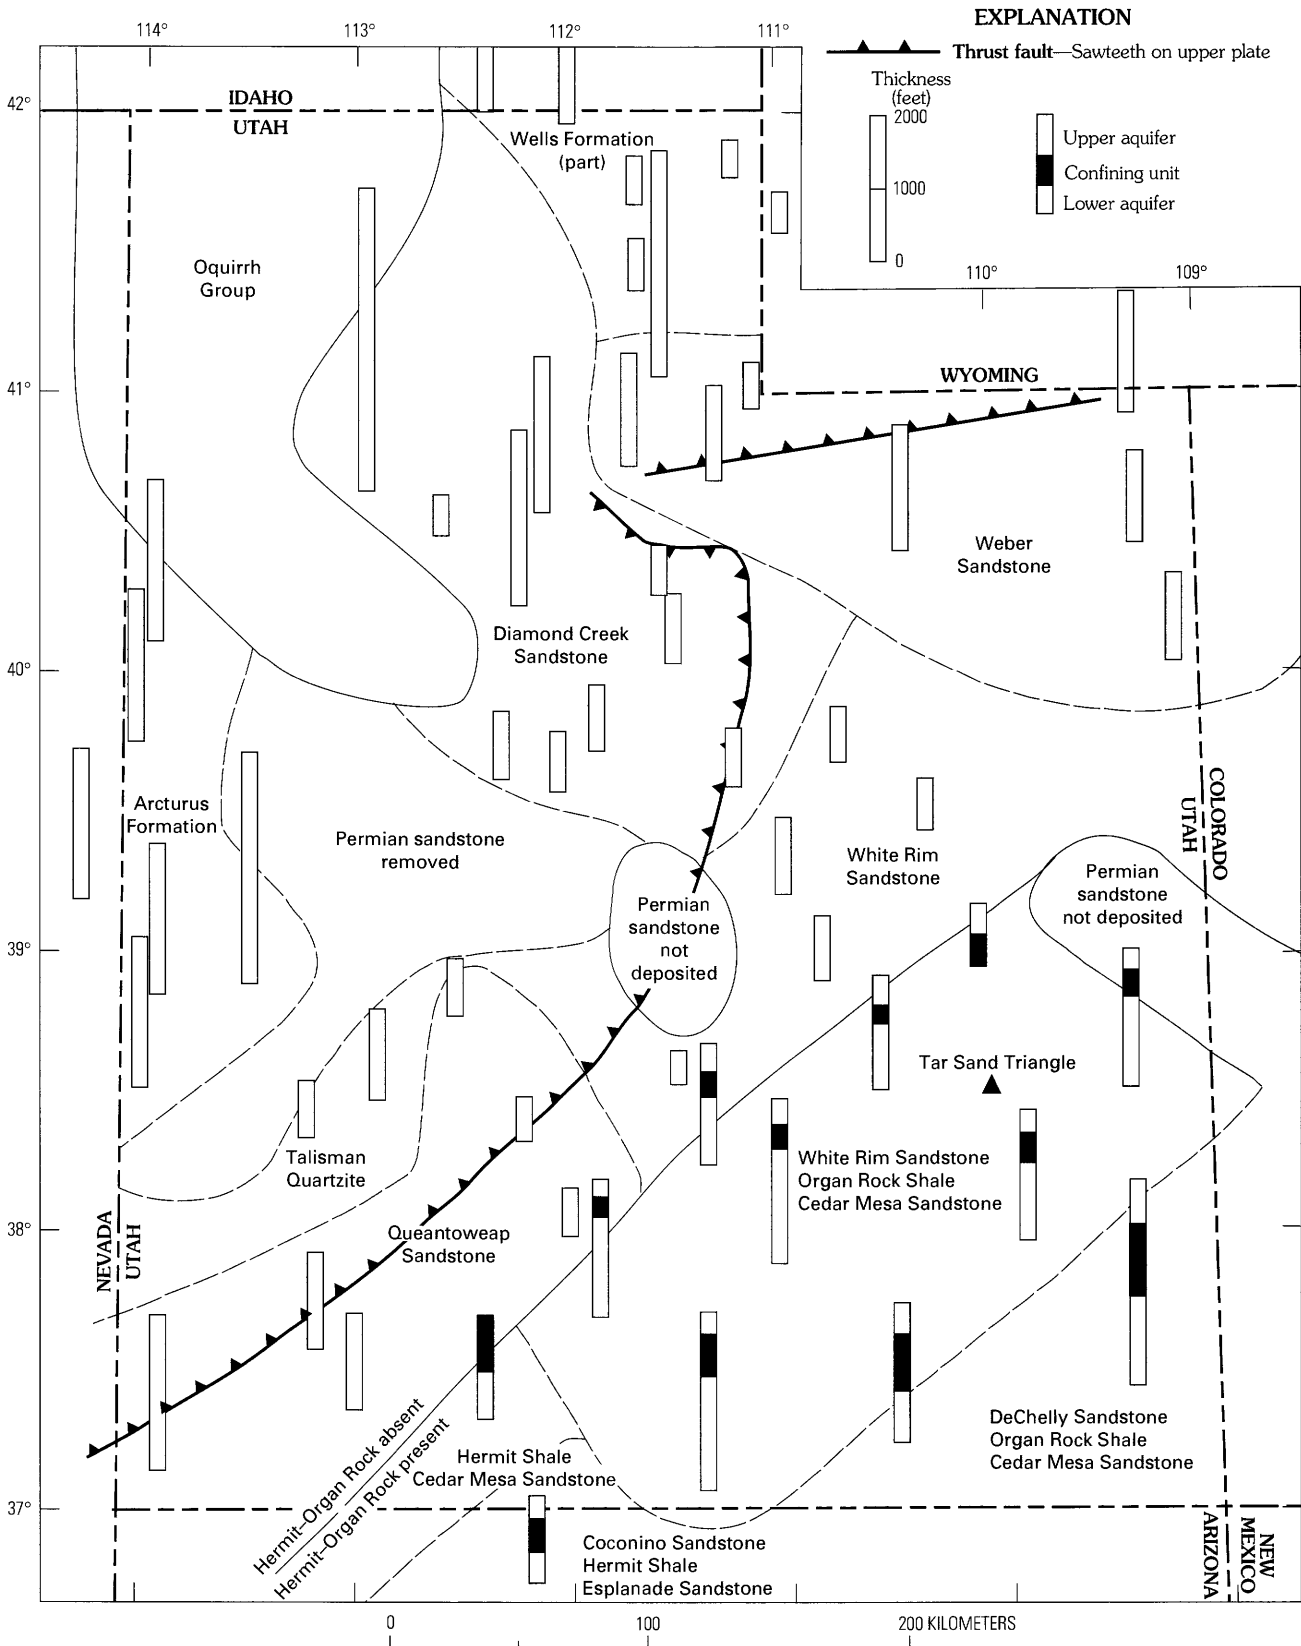 EXPLANATION
Thrust fault—Sawteeth on upper plate
Thickness
(feet)
2000
1000
0
Upper aquifer
Confining unit
Lower aquifer
114°
113°
112°
111°
110°
109°
42°
41°
40°
39°
38°
37°
IDAHO
UTAH
Wells Formation
(part)
Oquirrh
Group
WYOMING
Weber
Sandstone
Diamond Creek
Sandstone
Arcturus
Formation
Permian sandstone
removed
White Rim
Sandstone
COLORADO
UTAH
Permian
sandstone
not deposited
Permian
sandstone
not
deposited
Tar Sand Triangle
Talisman
Quartzite
White Rim Sandstone
Organ Rock Shale
Cedar Mesa Sandstone
NEVADA
UTAH
Queantoweap
Sandstone
Hermit–Organ Rock absent
Hermit–Organ Rock present
Hermit Shale
Cedar Mesa Sandstone
DeChelly Sandstone
Organ Rock Shale
Cedar Mesa Sandstone
Coconino Sandstone
Hermit Shale
Esplanade Sandstone
ARIZONA
NEW
MEXICO
0
100
200 KILOMETERS